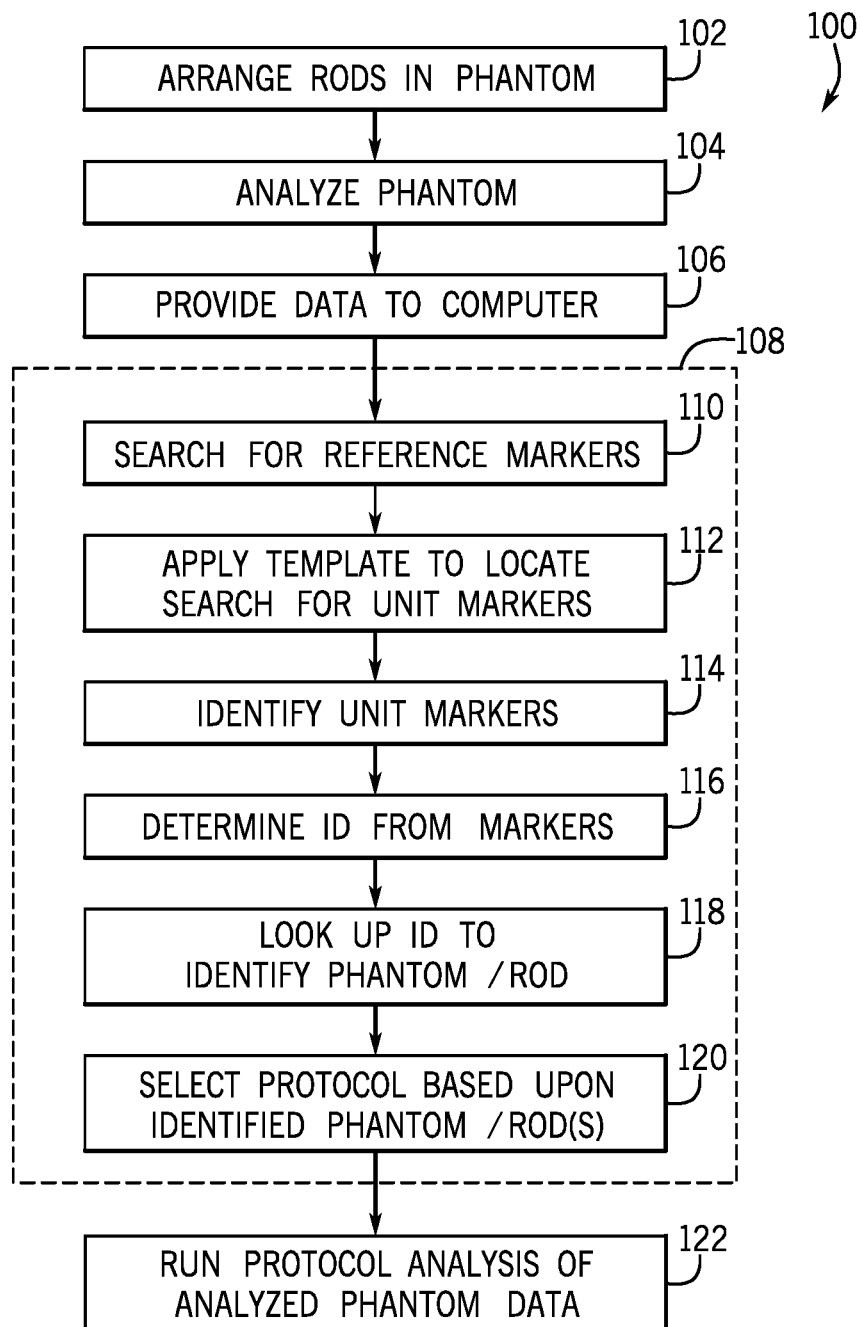 100
102
ARRANGE RODS IN PHANTOM
104
ANALYZE PHANTOM
106
PROVIDE DATA TO COMPUTER
108
110
SEARCH FOR REFERENCE MARKERS
112
APPLY TEMPLATE TO LOCATE
SEARCH FOR UNIT MARKERS
114
IDENTIFY UNIT MARKERS
116
DETERMINE ID FROM MARKERS
118
LOOK UP ID TO
IDENTIFY PHANTOM /ROD
120
SELECT PROTOCOL BASED UPON
IDENTIFIED PHANTOM /ROD(S)
122
RUN PROTOCOL ANALYSIS OF
ANALYZED PHANTOM DATA